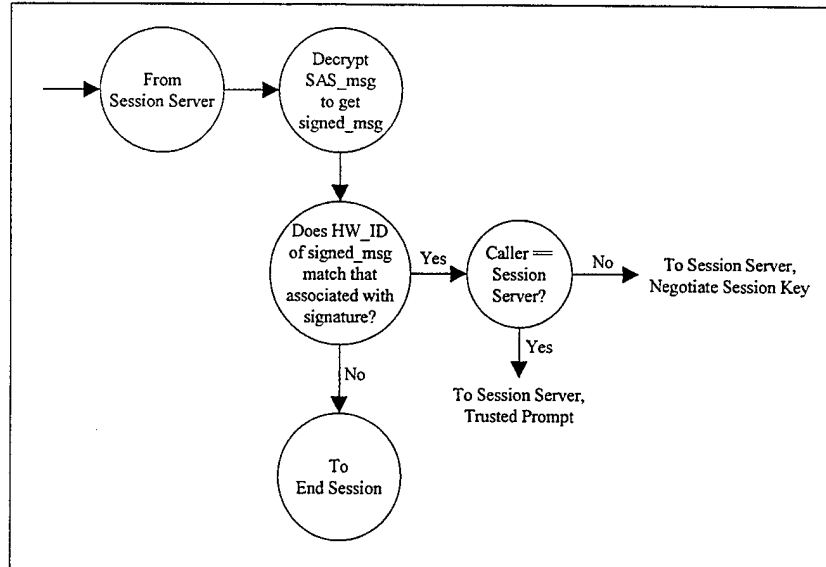 From
Session Server
Decrypt
SAS_msg
to get
signed_msg
Does HW_ID
of signed_msg
match that
associated with
signature?
Yes
Caller ==
Session
Server?
No
To Session Server,
Negotiate Session Key
Yes
To Session Server,
Trusted Prompt
No
To
End Session